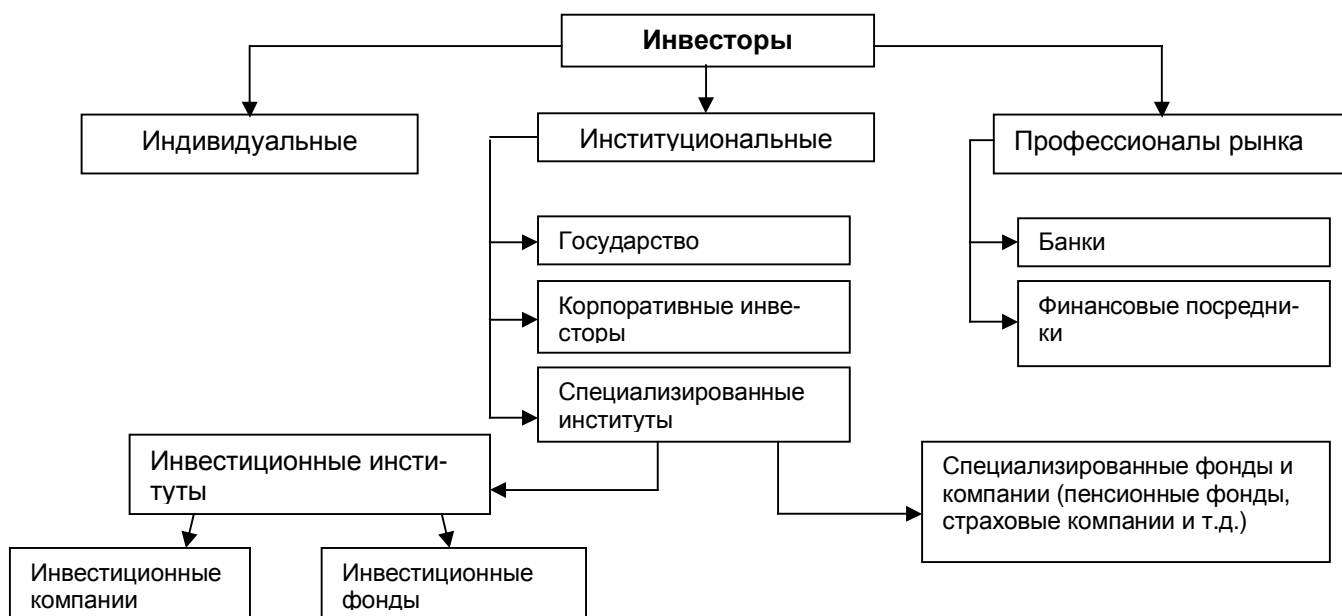 Инвесторы
Индивидуальные
Институциональные
Профессионалы рынка
Государство
Банки
Корпоративные инве-
сторы
Финансовые посредни-
ки
Специализированные
институты
Инвестиционные инсти-
туты
Специализированные фонды и
компании (пенсионные фонды,
страховые компании и т.д.)
Инвестиционные
компании
Инвестиционные
фонды